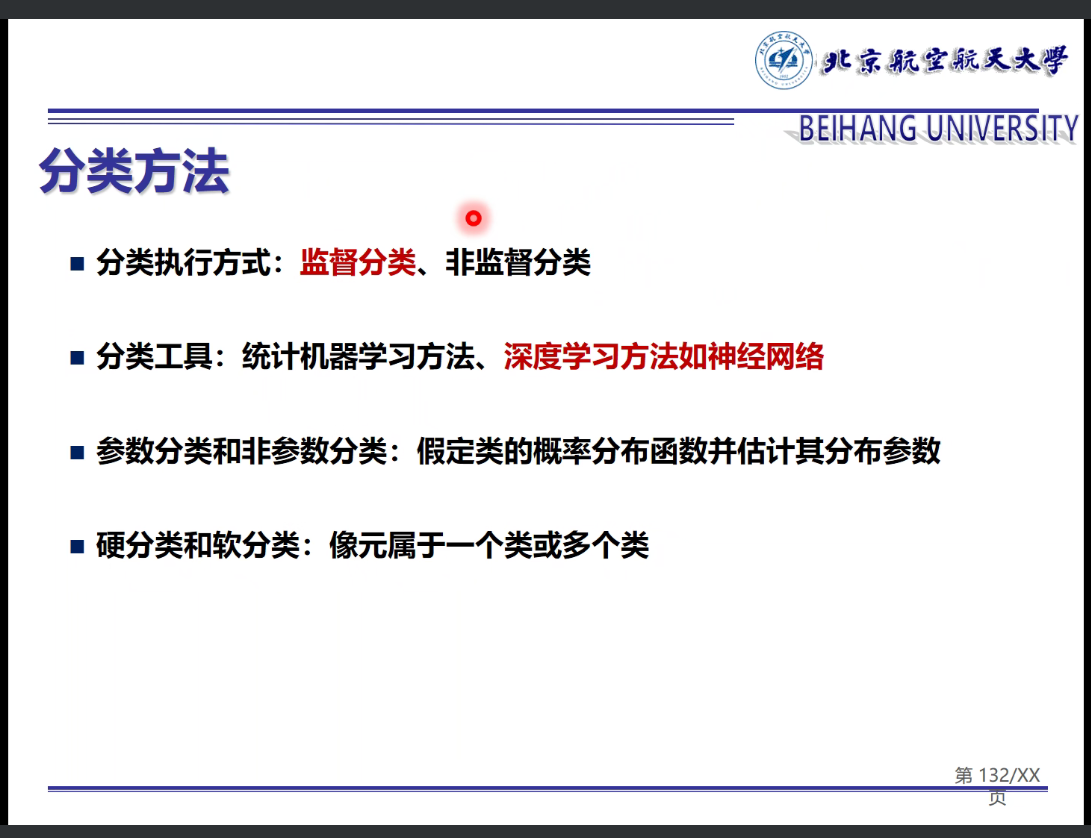 北京航空航天大學
BEIHANG UNIVERSITY
分类方法
分类执行方式：监督分类、非监督分类
分类工具：统计机器学习方法、深度学习方法如神经网络
参数分类和非参数分类：假定类的概率分布函数并估计其分布参数
硬分类和软分类：像元属于一个类或多个类
第 132/XX
页